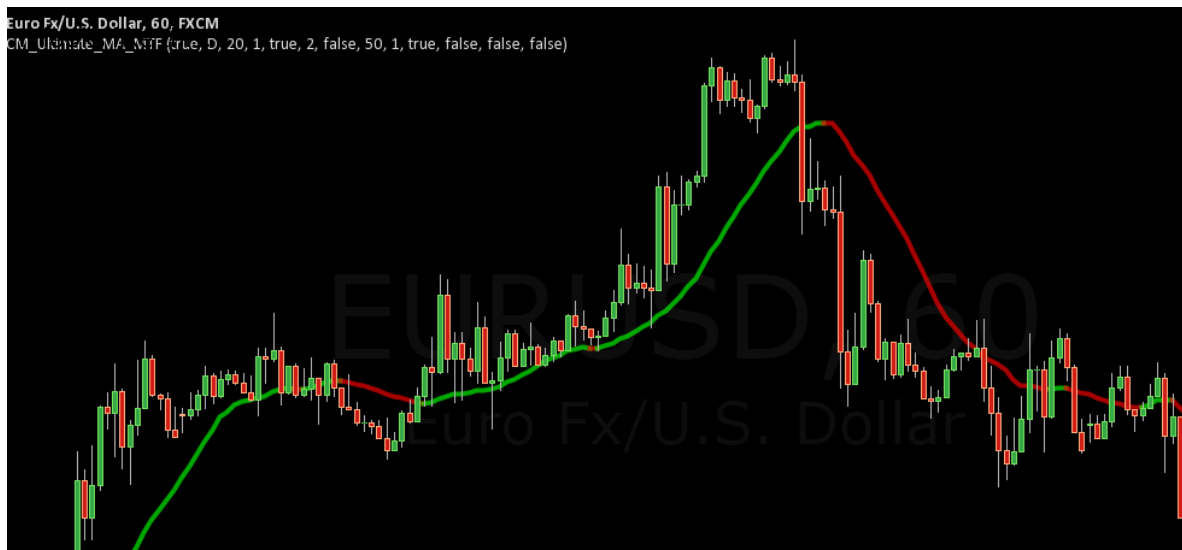 Euro Fx/U.S. Dollar, 60, FXCM
CM_Ultimate_MA_MTF (true, D, 20, 1, true, 2, false, 50, 1, true, false, false, false)
EURUSD, 60
Euro Fx/U.S. Dollar